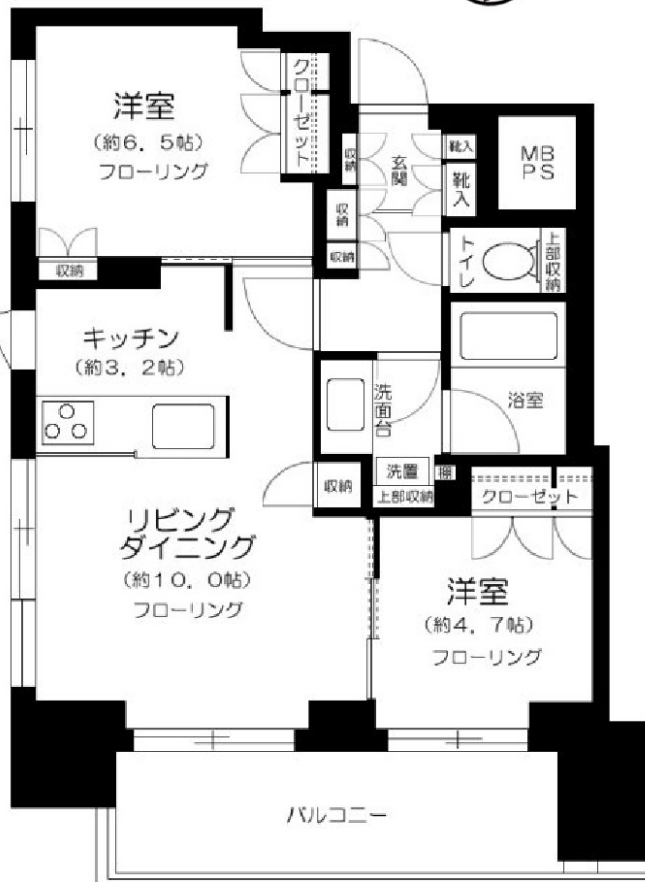 洋室
(約6. 5帖)
フローリング
クローゼット
収納
玄関
靴入
靴入
MB
PS
収納
収納
トイレ
上部収納
収納
キッチン
(約3. 2帖)
洗面台
浴室
洗置
棚
上部収納
収納
クローゼット
リビング
ダイニング
(約10. 0帖)
フローリング
洋室
(約4. 7帖)
フローリング
バルコニー